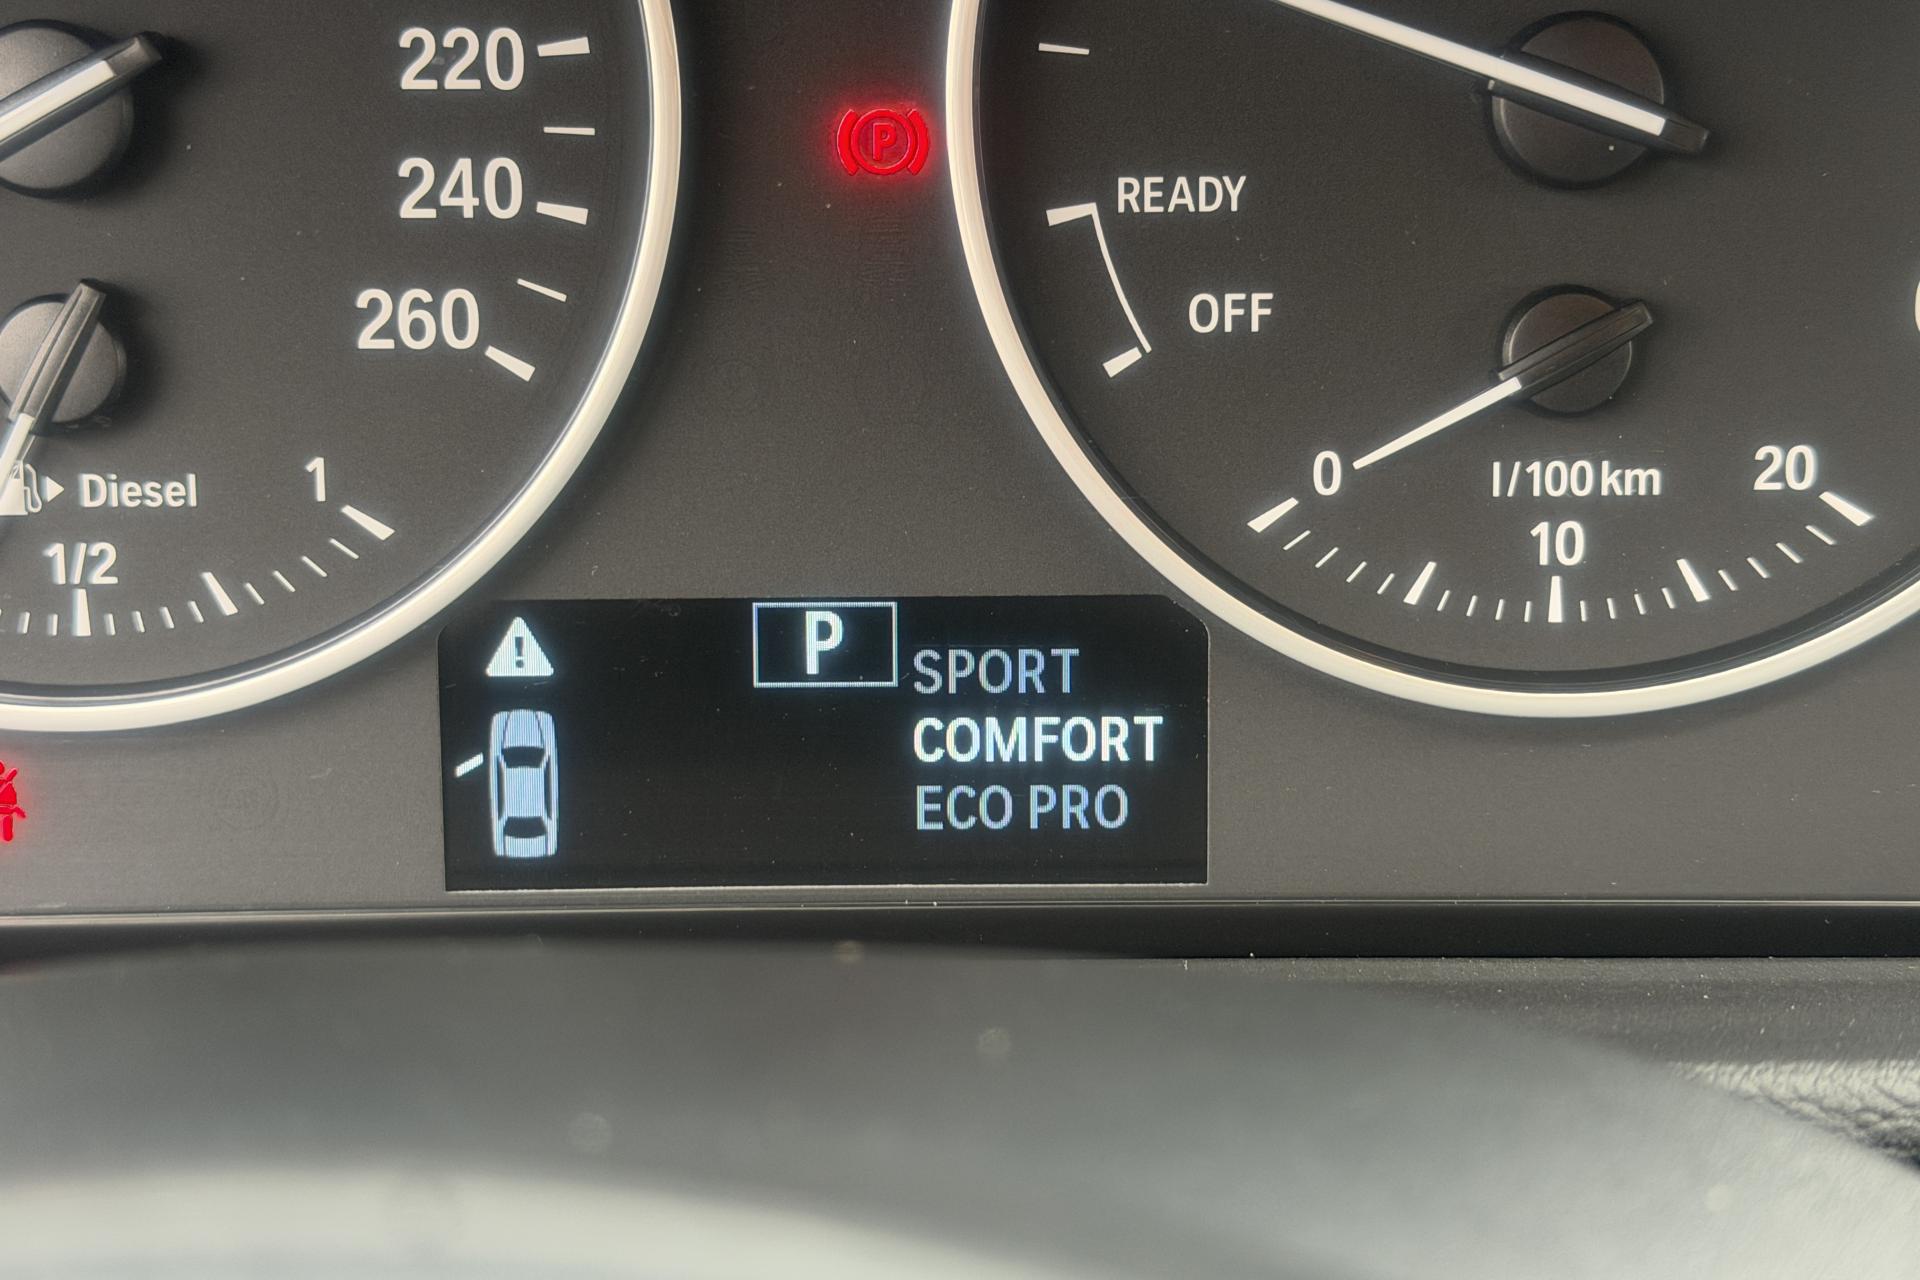 220
240
260
Diesel
1
1/2
P
READY
OFF
0
l/100 km
20
10
P
SPORT
COMFORT
ECO PRO